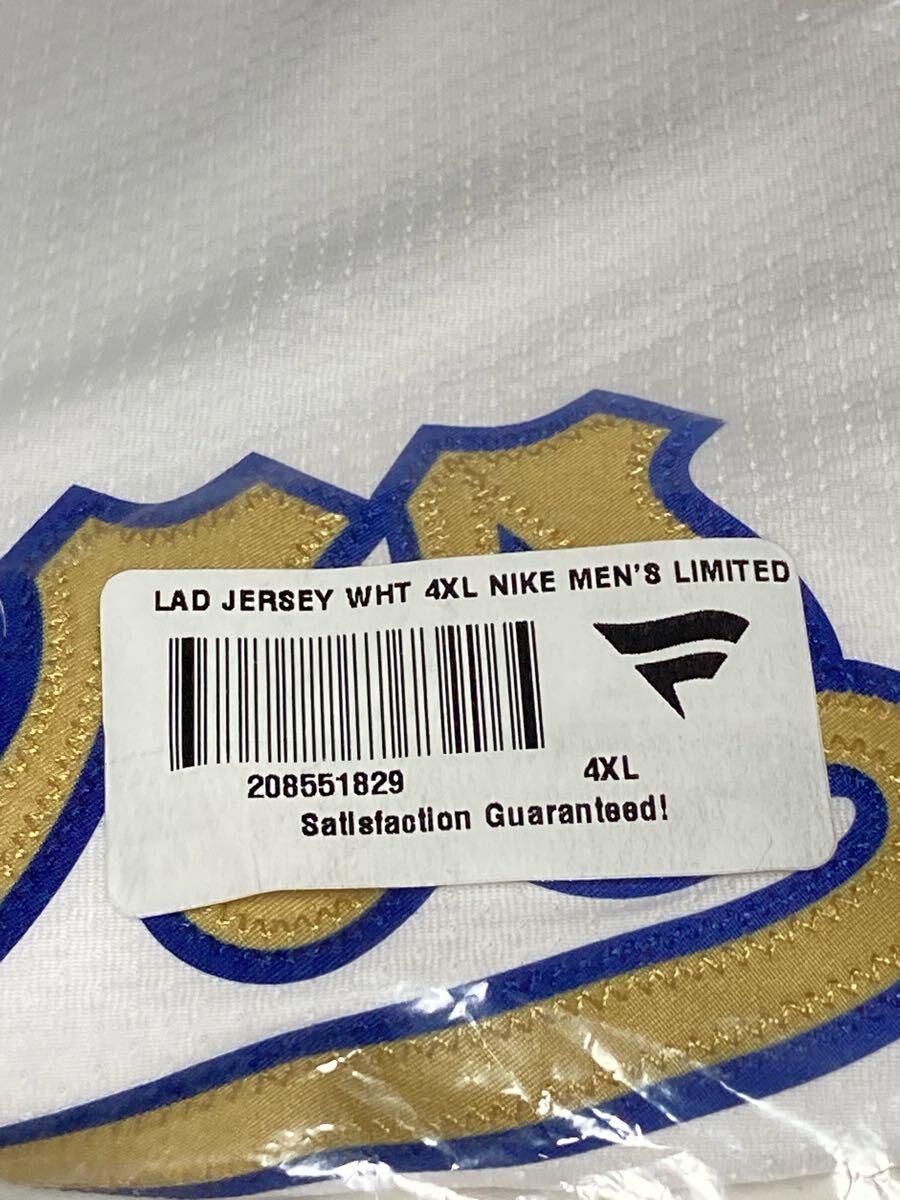 LAD JERSEY WHT 4XL NIKE MEN'S LIMITED
208551829
4XL
Satisfaction Guaranteed!